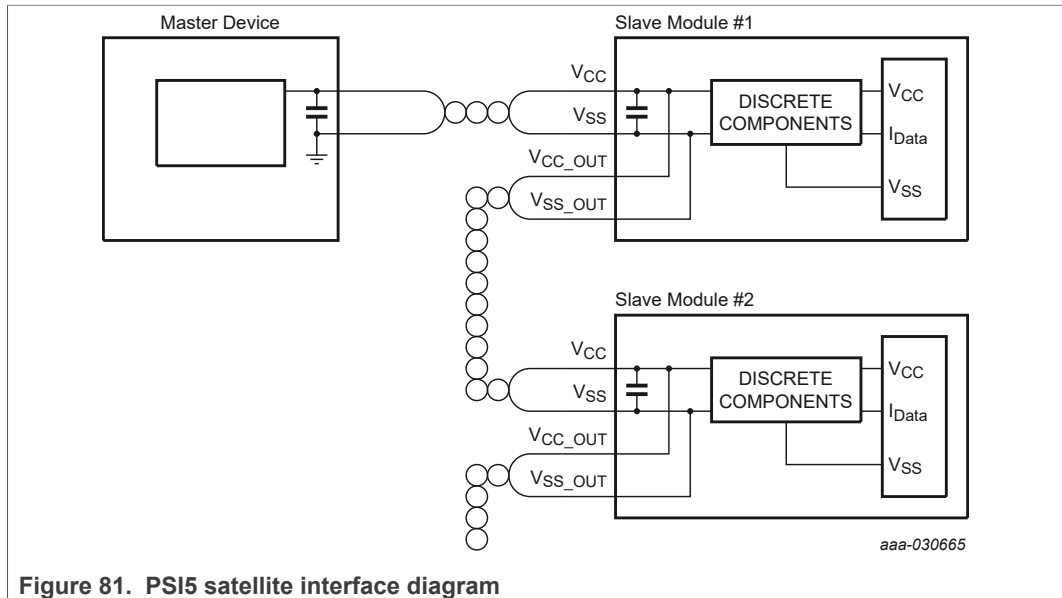 Master Device
Slave Module #1
VCC
VSS
VCC_OUT
VSS_OUT
DISCRETE
COMPONENTS
VCC
IData
VSS
Slave Module #2
VCC
VSS
VCC_OUT
VSS_OUT
DISCRETE
COMPONENTS
VCC
IData
VSS
aaa-030665
Figure 81. PSI5 satellite interface diagram